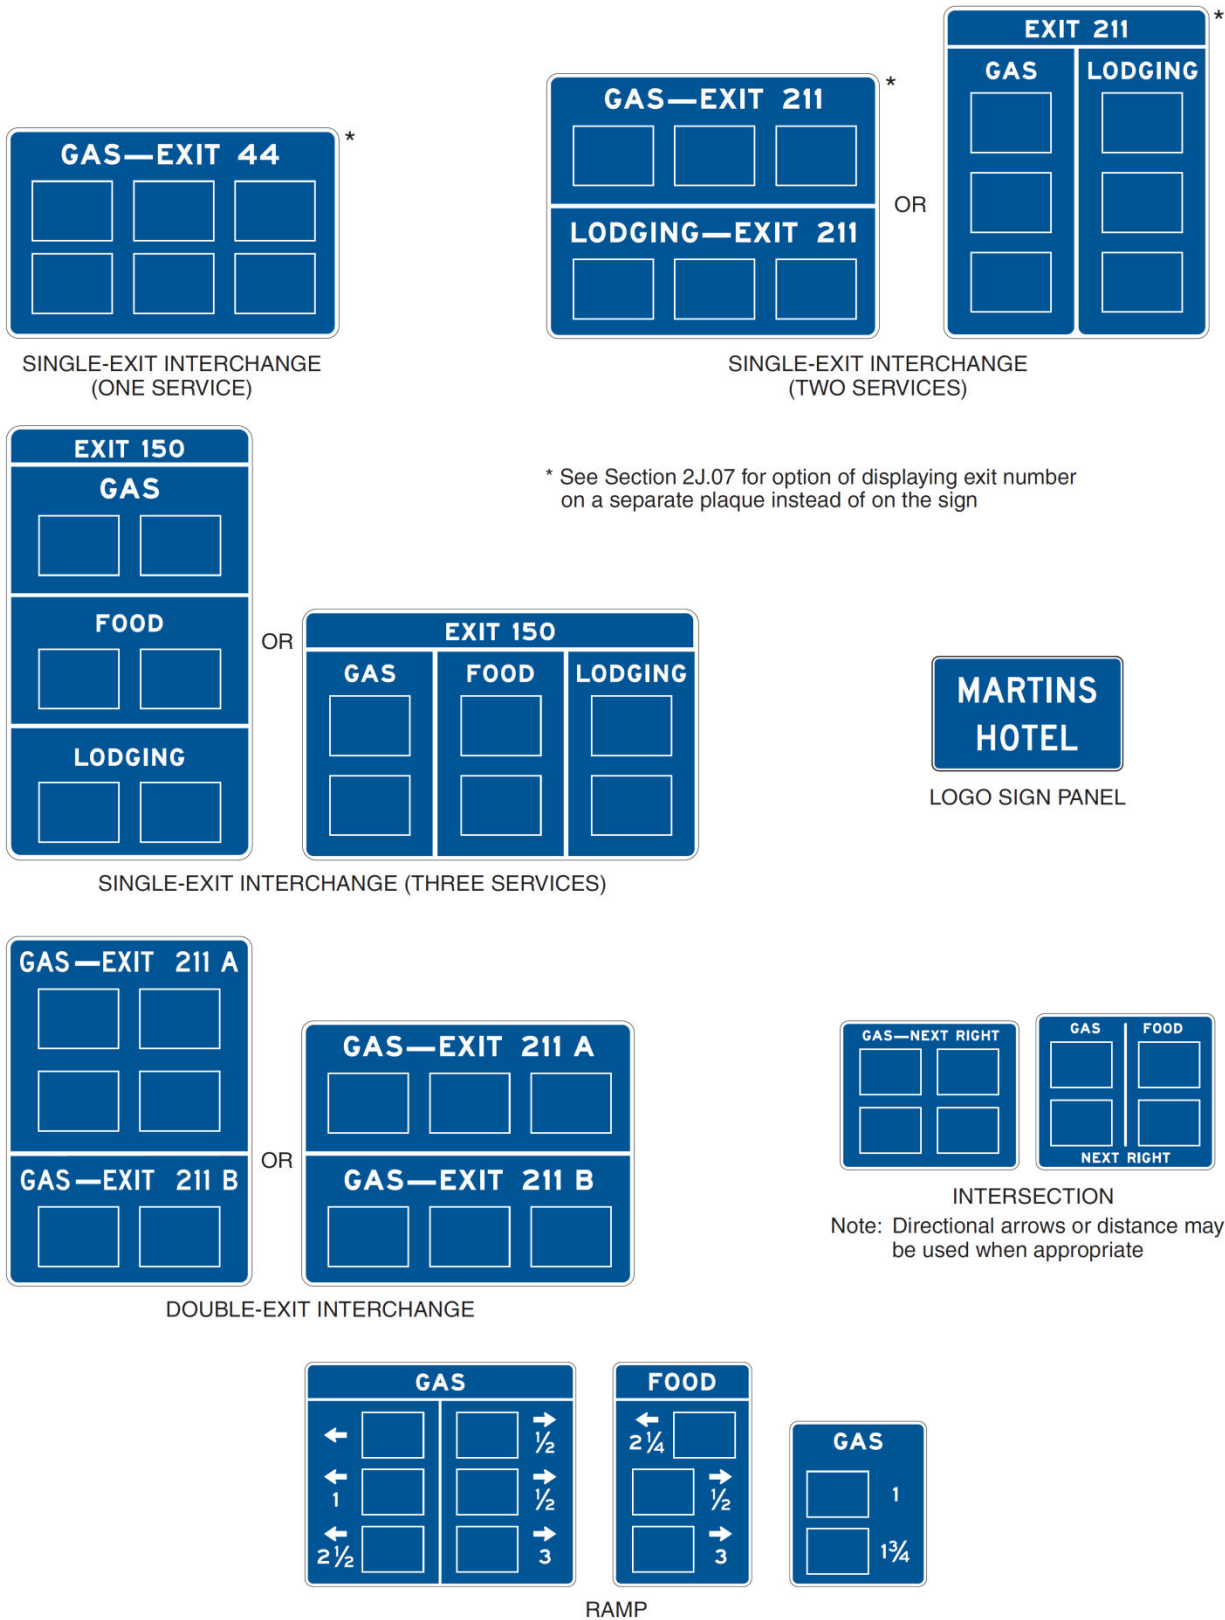 GAS—EXIT 44
*
SINGLE-EXIT INTERCHANGE
(ONE SERVICE)
GAS—EXIT 211
LODGING—EXIT 211
*
OR
EXIT 211
GAS LODGING
*
SINGLE-EXIT INTERCHANGE
(TWO SERVICES)
* See Section 2J.07 for option of displaying exit number
on a separate plaque instead of on the sign
EXIT 150
GAS
FOOD
LODGING
OR
EXIT 150
GAS FOOD LODGING
SINGLE-EXIT INTERCHANGE (THREE SERVICES)
MARTINS
HOTEL
LOGO SIGN PANEL
GAS—EXIT 211 A
GAS—EXIT 211 B
OR
GAS—EXIT 211 A
GAS—EXIT 211 B
DOUBLE-EXIT INTERCHANGE
GAS—NEXT RIGHT
GAS FOOD
NEXT RIGHT
INTERSECTION
Note: Directional arrows or distance may
be used when appropriate
GAS
← → ½
← 1 → ½
← 2½ → 3
FOOD
← 2¼
→ ½
→ 3
GAS
1
1¾
RAMP